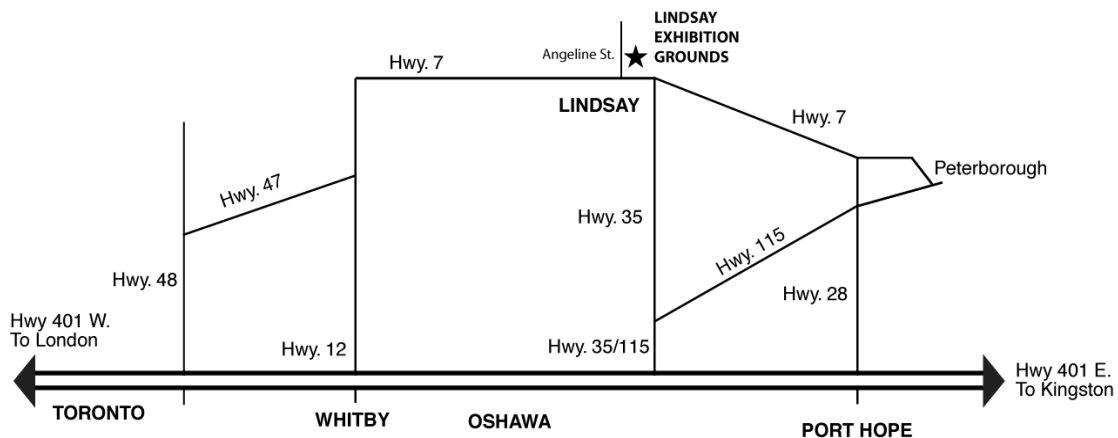 LINDSAY
EXHIBITION
GROUNDS
Angeline St.
Hwy. 7
LINDSAY
Hwy. 7
Peterborough
Hwy. 47
Hwy. 35
Hwy. 115
Hwy. 48
Hwy. 28
Hwy 401 W.
To London
Hwy. 12
Hwy. 35/115
Hwy 401 E.
To Kingston
TORONTO
WHITBY
OSHAWA
PORT HOPE